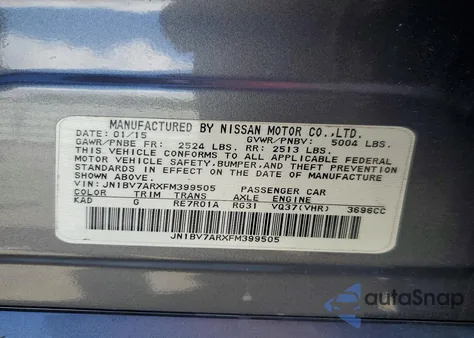 MANUFACTURED BY NISSAN MOTOR CO., LTD.
DATE: 01/15 GVWR/PNBV: 5004 LBS.
GAWR/PNBE FR: 2524 LBS. RR: 2513 LBS.
THIS VEHICLE CONFORMS TO ALL APPLICABLE FEDERAL
MOTOR VEHICLE SAFETY, BUMPER, AND THEFT PREVENTION
STANDARDS IN EFFECT ON THE DATE OF MANUFACTURE
SHOWN ABOVE.
VIN: JN1BV7ARXFM399505 PASSENGER CAR
COLOR TRIM TRANS AXLE ENGINE
KAD G RE7R01A RG31 VQ37(VHR) 3696CC
JN1BV7ARXFM399505
autoSnap